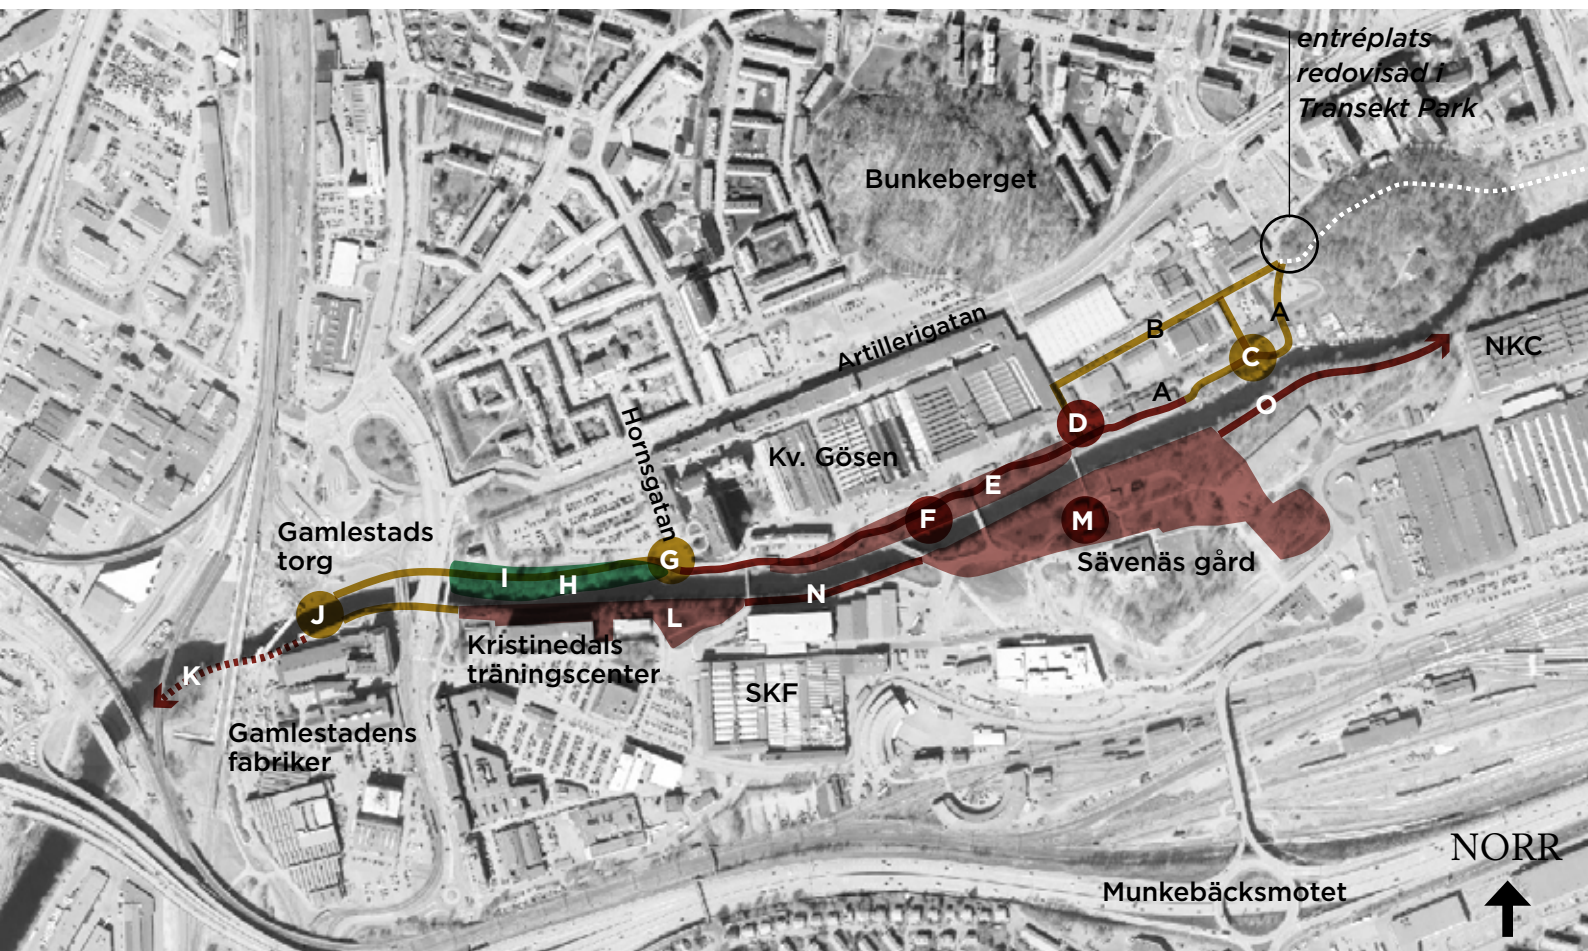 entréplats
redovisad i
Transekt Park
Bunkeberget
A
B
Artillerigatan
NKC
C
A
O
D
Hornsgatan
Kv. Gösen
E
F
M
Gamlestads
torg
G
Sävenäs gård
I
H
N
J
L
Kristinedals
träningscenter
K
SKF
Gamlestadens
fabriker
NORR
Munkebäcksmotet